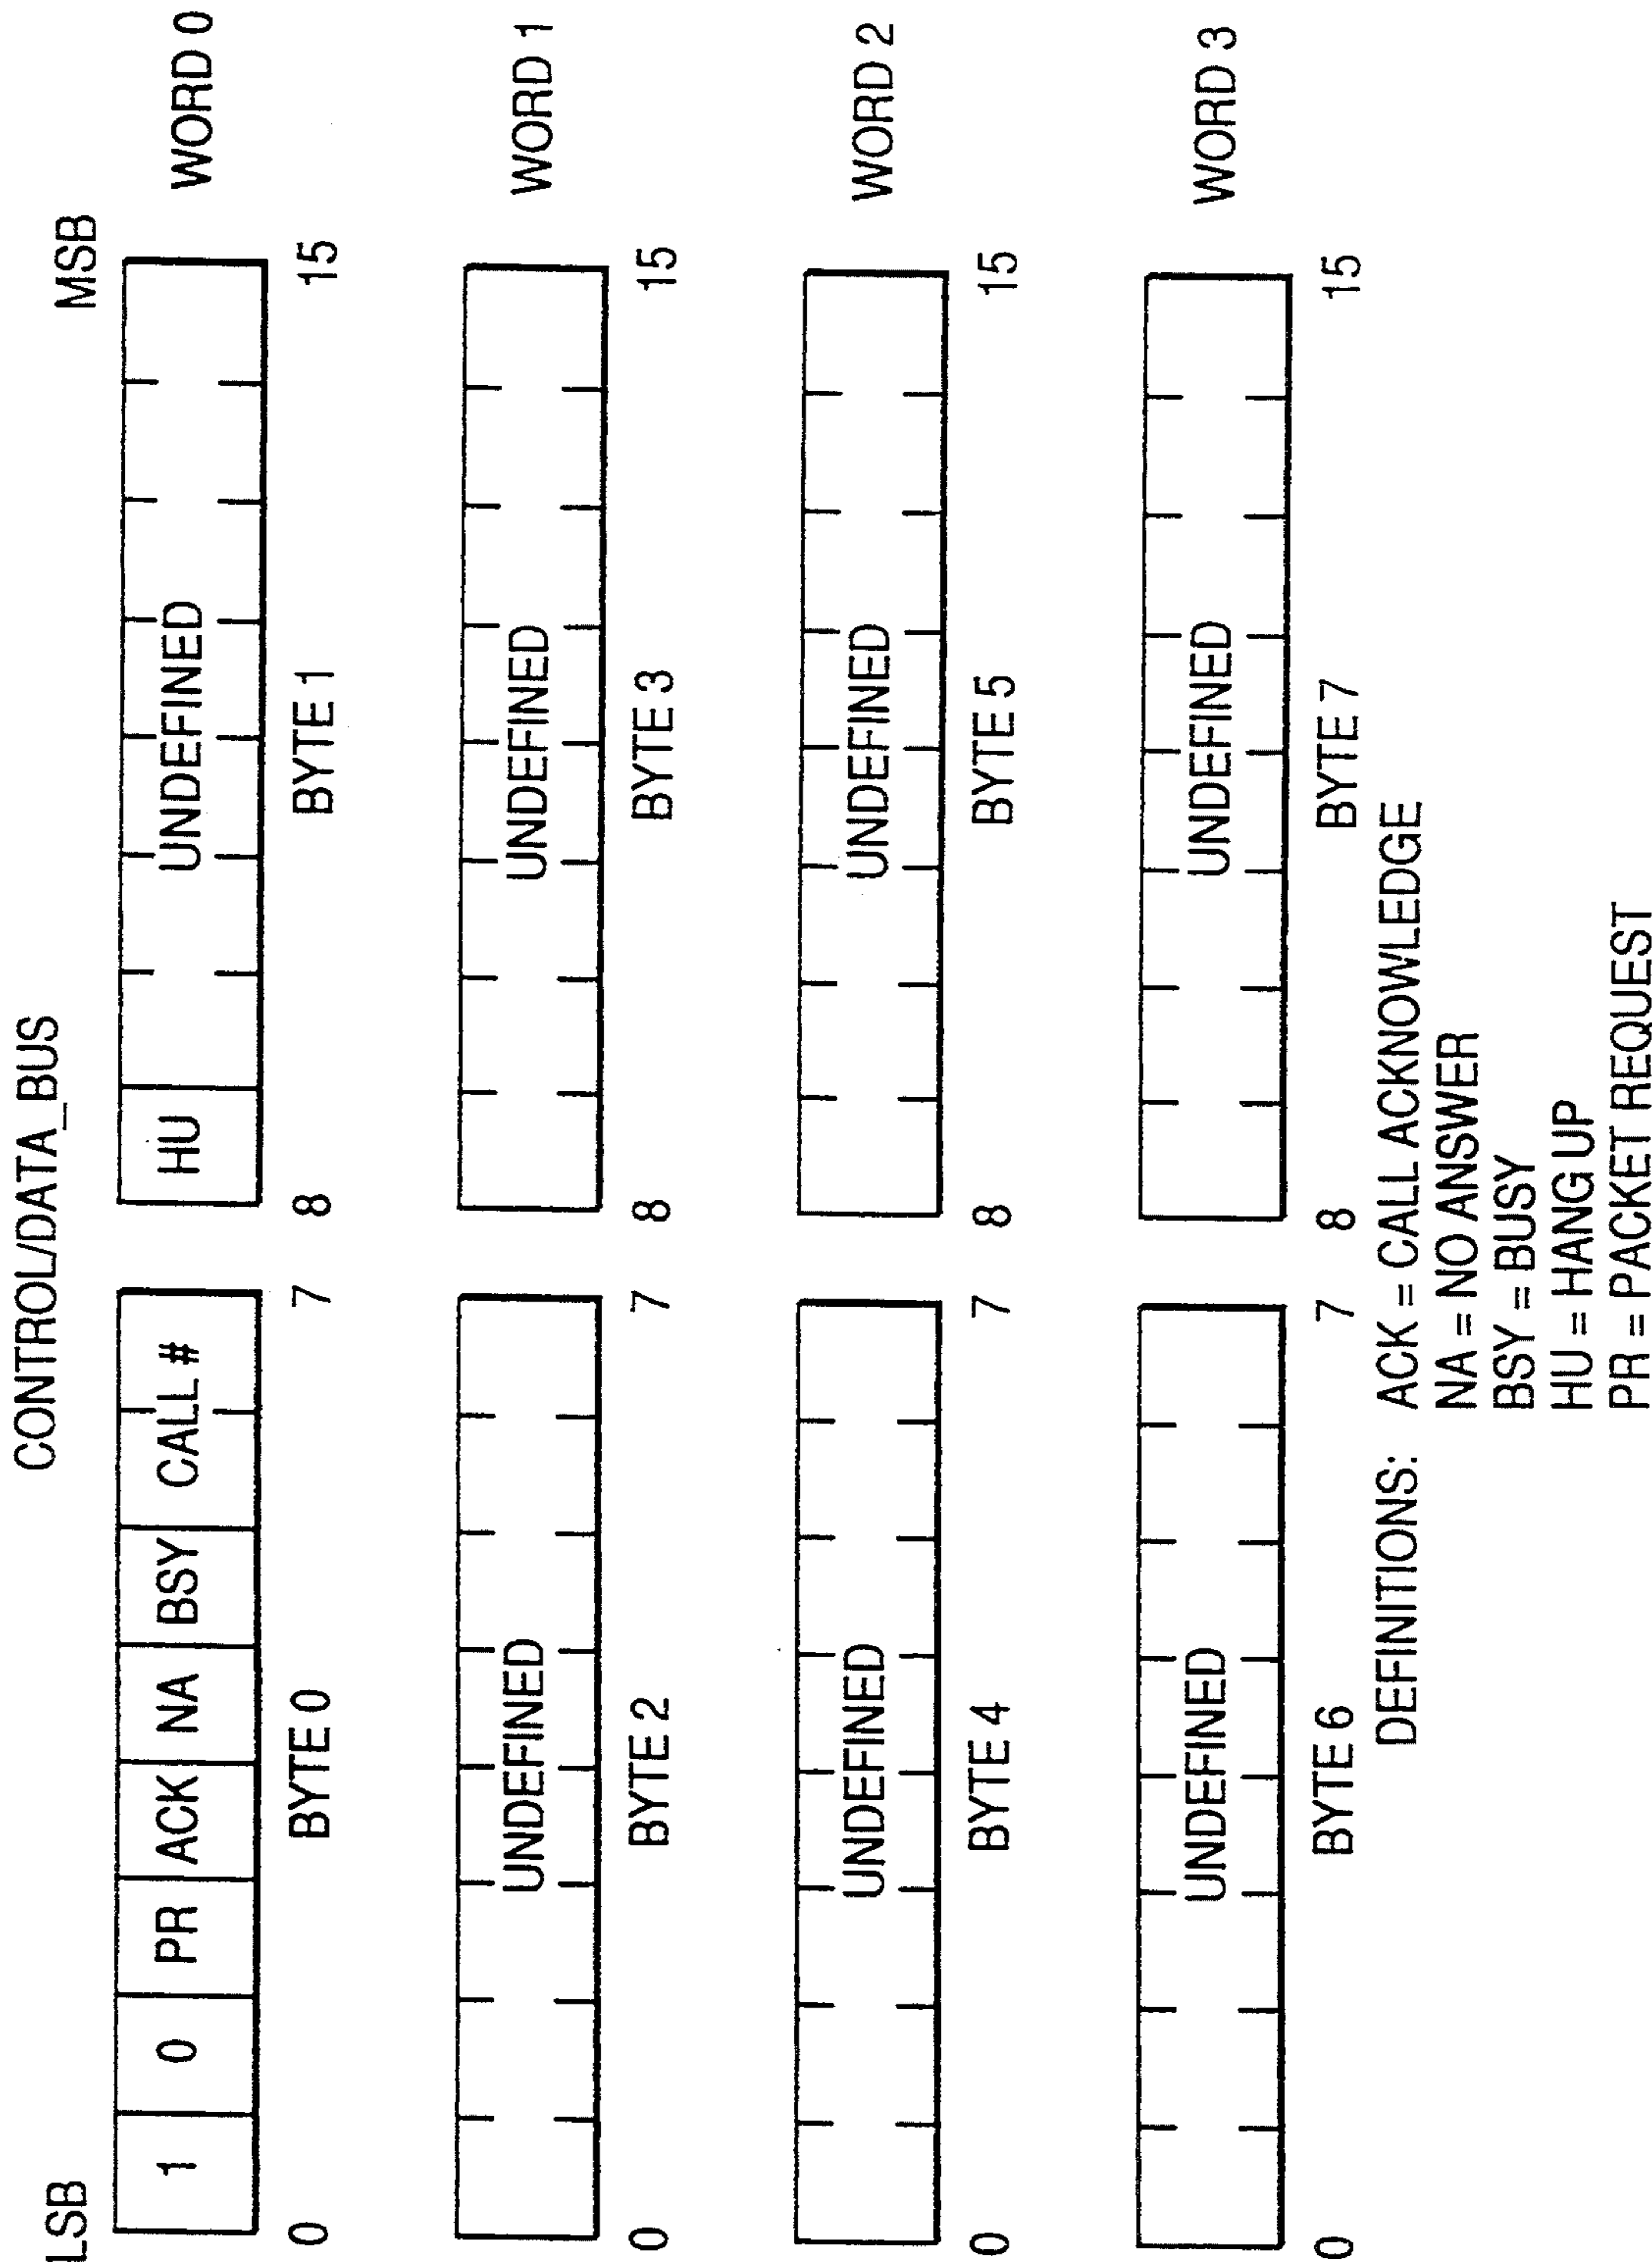 CONTROL/DATA_BUS
LSB MSB
1 0 PR ACK NA BSY CALL # HU UNDEFINED WORD 0
0 7 8 15
BYTE 0 BYTE 1
UNDEFINED UNDEFINED WORD 1
0 7 8 15
BYTE 2 BYTE 3
UNDEFINED UNDEFINED WORD 2
0 7 8 15
BYTE 4 BYTE 5
UNDEFINED UNDEFINED WORD 3
0 7 8 15
BYTE 6 BYTE 7
DEFINITIONS: ACK = CALL ACKNOWLEDGE
NA = NO ANSWER
BSY = BUSY
HU = HANG UP
PR = PACKET REQUEST